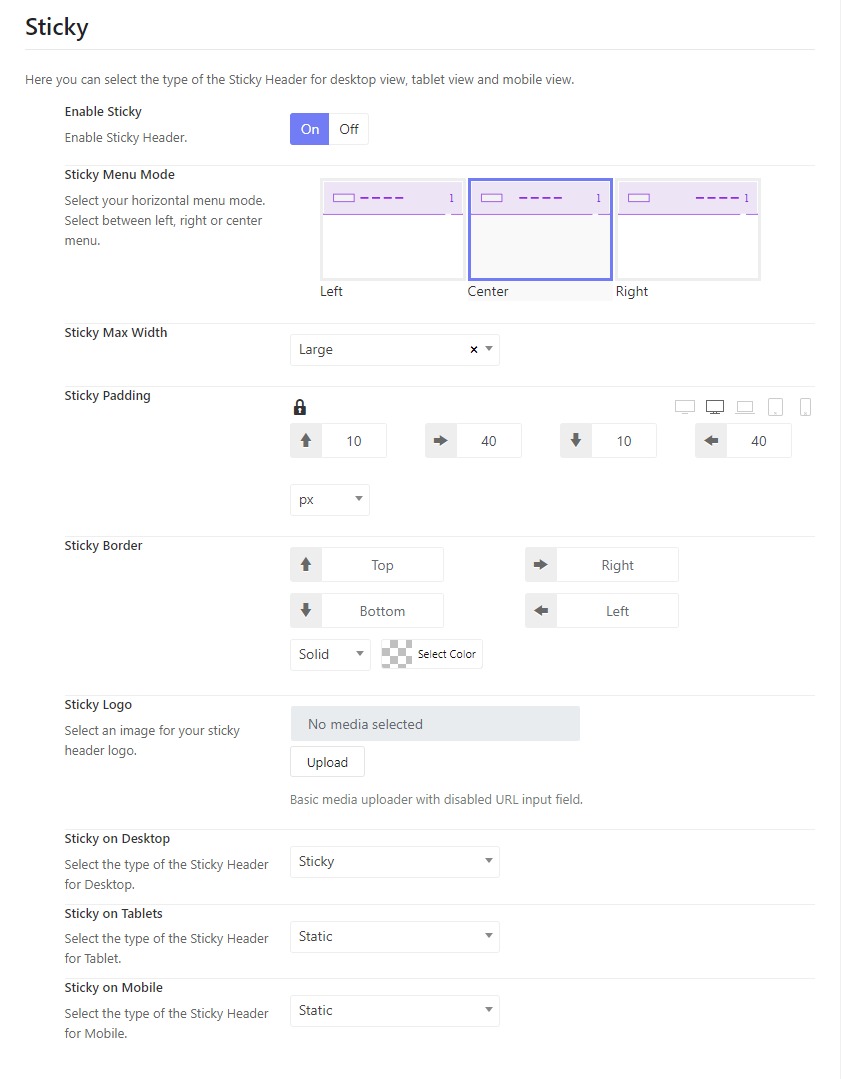 Sticky
Here you can select the type of the Sticky Header for desktop view, tablet view and mobile view.
Enable Sticky
Enable Sticky Header.
On Off
Sticky Menu Mode
Select your horizontal menu mode.
Select between left, right or center
menu.
1 1 1
Left Center Right
Sticky Max Width
Large × 
Sticky Padding
10 40 10 40
px
Sticky Border
Top Right
Bottom Left
Solid Select Color
Sticky Logo
Select an image for your sticky
header logo.
No media selected
Upload
Basic media uploader with disabled URL input field.
Sticky on Desktop
Select the type of the Sticky Header
for Desktop.
Sticky
Sticky on Tablets
Select the type of the Sticky Header
for Tablet.
Static
Sticky on Mobile
Select the type of the Sticky Header
for Mobile.
Static